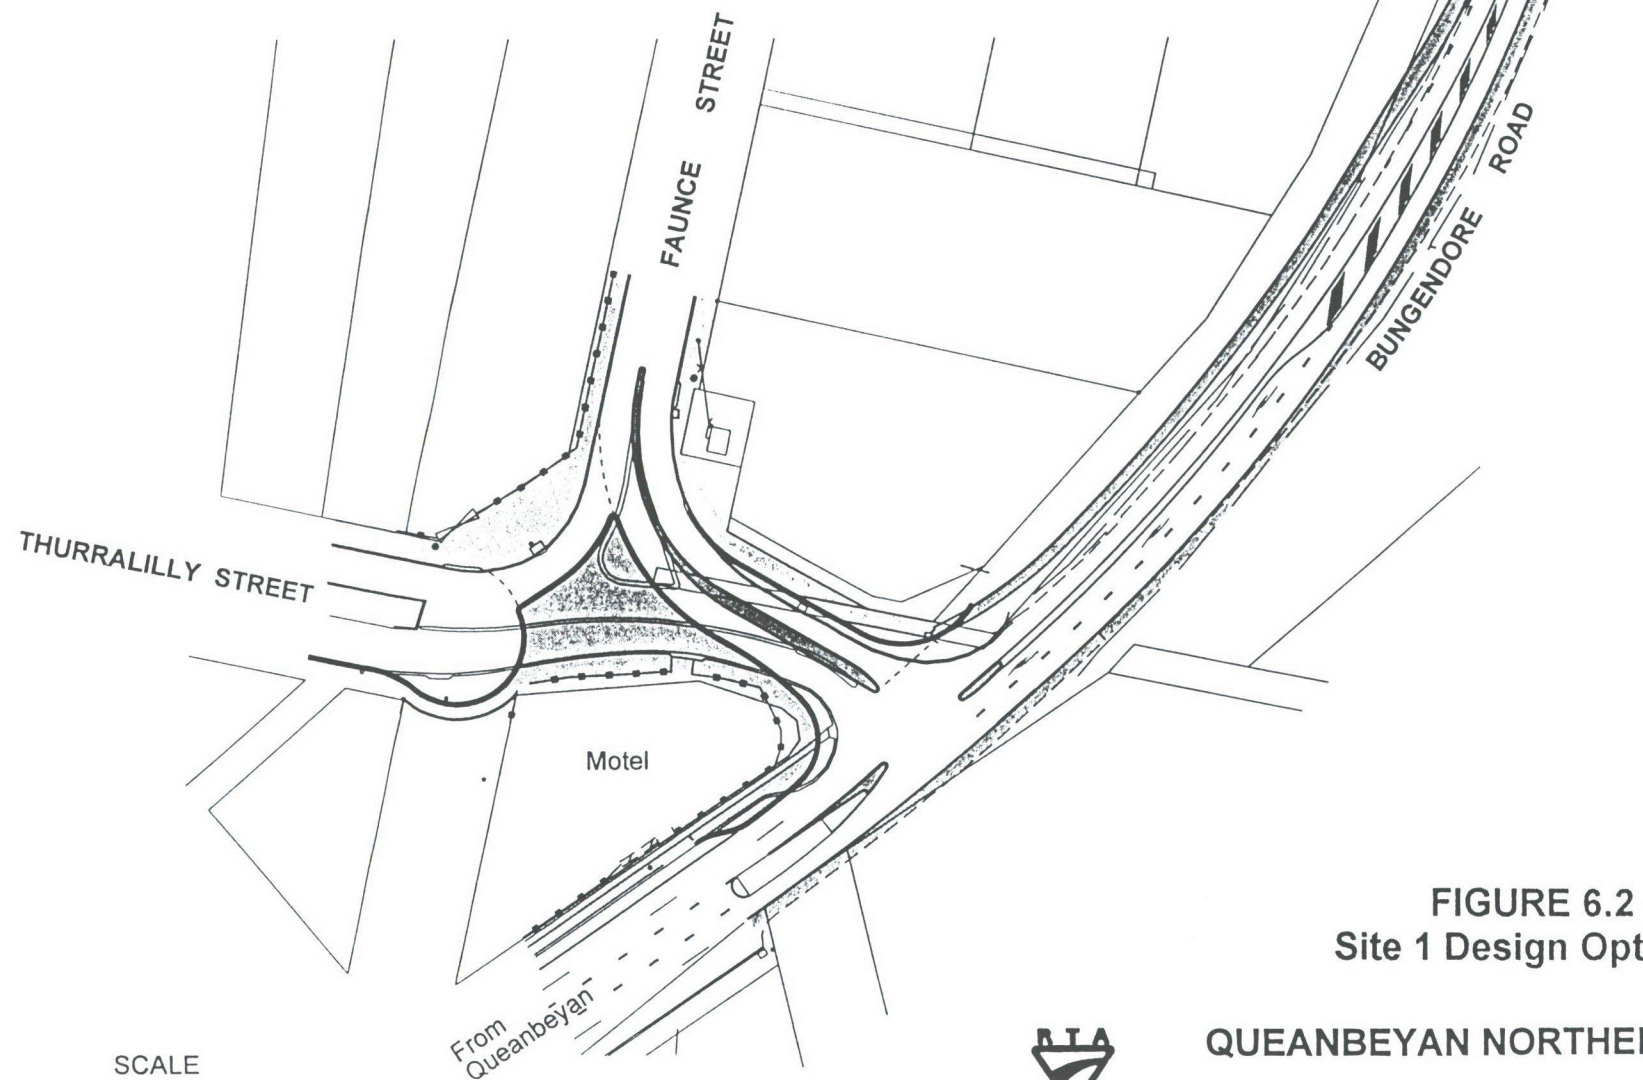 FAUNCE STREET
BUNGENDORE ROAD
THURRALILLY STREET
Motel
FIGURE 6.2
Site 1 Design Opt
From
Queanbeyan
RTA
QUEANBEYAN NORTHE
SCALE